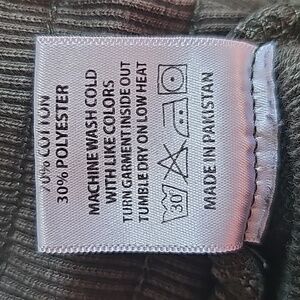 70% COTTON
30% POLYESTER
MACHINE WASH COLD
WITH LIKE COLORS
TURN GARMENT INSIDE OUT
TUMBLE DRY ON LOW HEAT
30
MADE IN PAKISTAN